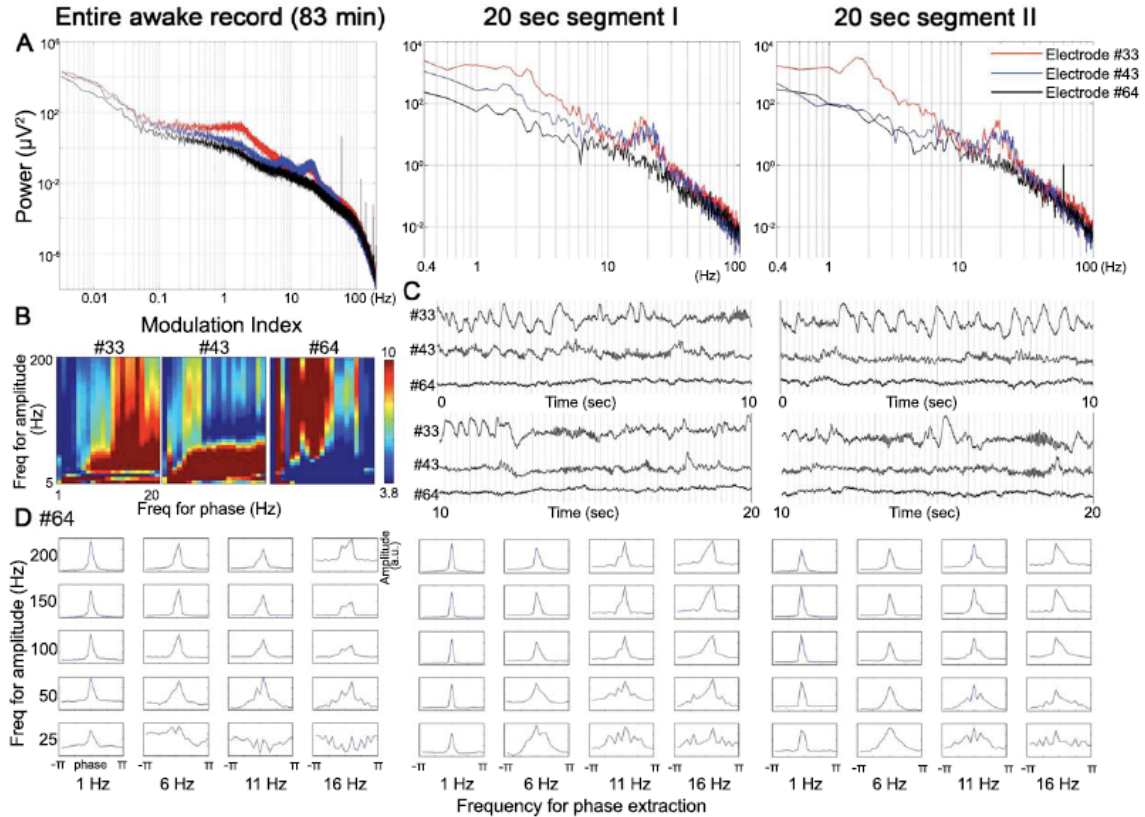 Entire awake record (83 min) 20 sec segment I 20 sec segment II
A
Power (μV²)
10⁶
10²
10⁻²
10⁻⁶
0.01 0.1 1 10 100 (Hz)
10⁴
10²
10⁰
10⁻²
0.4 1 10 100
(Hz)
10⁴
10²
10⁰
10⁻²
0.4 1 10 100 (Hz)
Electrode #33
Electrode #43
Electrode #64
B
Modulation Index
#33 #43 #64
Freq for amplitude
(Hz)
200
5
1 20
Freq for phase (Hz)
10
3.8
C
#33
#43
#64
0 Time (sec) 10
0 Time (sec) 10
#33
#43
#64
10 Time (sec) 20
10 Time (sec) 20
D #64
Freq for amplitude (Hz)
200
150
100
50
25
Amplitude
(a.u.)
-π phase π -π π -π π -π π -π π -π π -π π -π π -π π -π π -π π -π π
1 Hz 6 Hz 11 Hz 16 Hz 1 Hz 6 Hz 11 Hz 16 Hz 1 Hz 6 Hz 11 Hz 16 Hz
Frequency for phase extraction